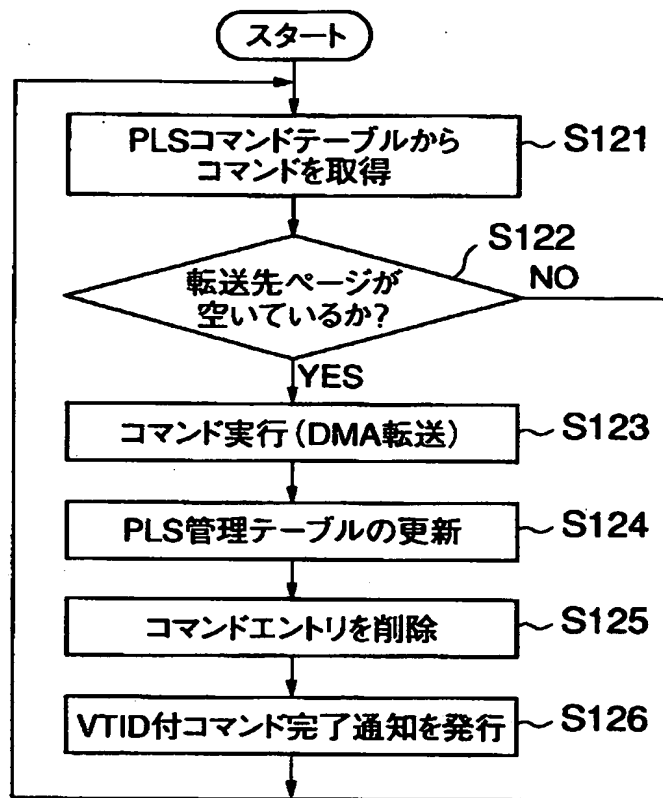 スタート
PLSコマンドテーブルから
コマンドを取得
S121
S122
転送先ページが
空いているか?
NO
YES
コマンド実行(DMA転送)
S123
PLS管理テーブルの更新
S124
コマンドエントリを削除
S125
VTID付コマンド完了通知を発行
S126